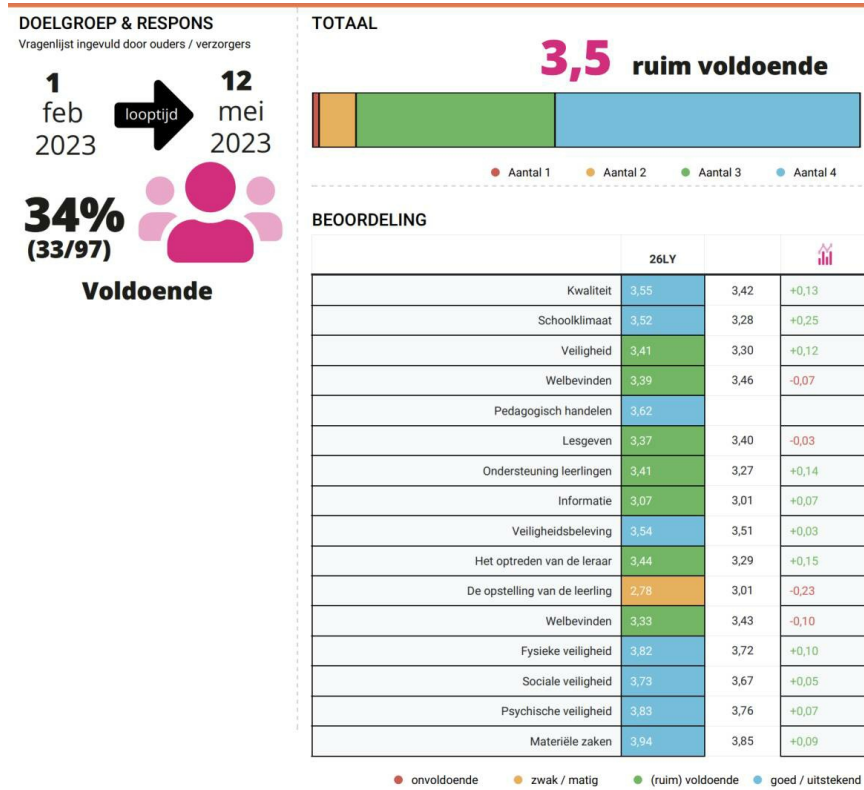 DOELGROEP & RESPONS
Vragenlijst ingevuld door ouders / verzorgers
1
feb
2023
looptijd
12
mei
2023
34%
(33/97)
Voldoende
TOTAAL
3,5 ruim voldoende
Aantal 1 Aantal 2 Aantal 3 Aantal 4
BEOORDELING
26LY
Kwaliteit 3,55 3,42 +0,13
Schoolklimaat 3,52 3,28 +0,25
Veiligheid 3,41 3,30 +0,12
Welbevinden 3,39 3,46 -0,07
Pedagogisch handelen 3,62
Lesgeven 3,37 3,40 -0,03
Ondersteuning leerlingen 3,41 3,27 +0,14
Informatie 3,07 3,01 +0,07
Veiligheidsbeleving 3,54 3,51 +0,03
Het optreden van de leraar 3,44 3,29 +0,15
De opstelling van de leerling 2,78 3,01 -0,23
Welbevinden 3,33 3,43 -0,10
Fysieke veiligheid 3,82 3,72 +0,10
Sociale veiligheid 3,73 3,67 +0,05
Psychische veiligheid 3,83 3,76 +0,07
Materiële zaken 3,94 3,85 +0,09
onvoldoende zwak / matig (ruim) voldoende goed / uitstekend